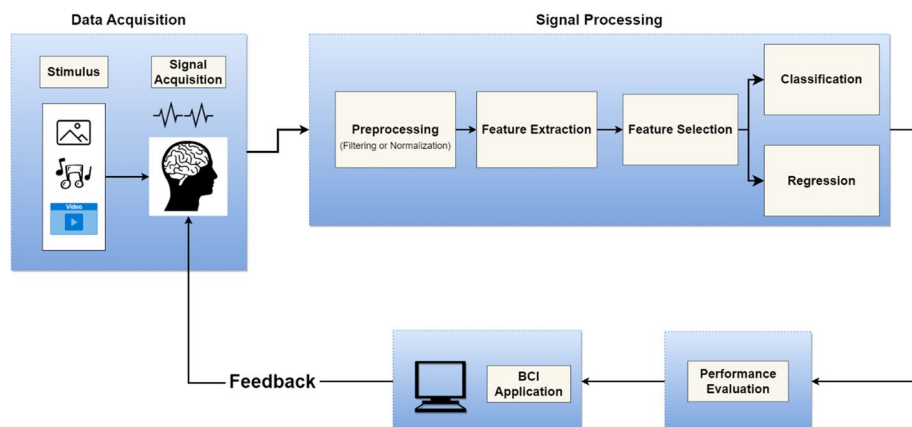 Data Acquisition
Stimulus
Signal
Acquisition
Video
Signal Processing
Preprocessing
(Filtering or Normalization)
Feature Extraction
Feature Selection
Classification
Regression
Feedback
BCI
Application
Performance
Evaluation